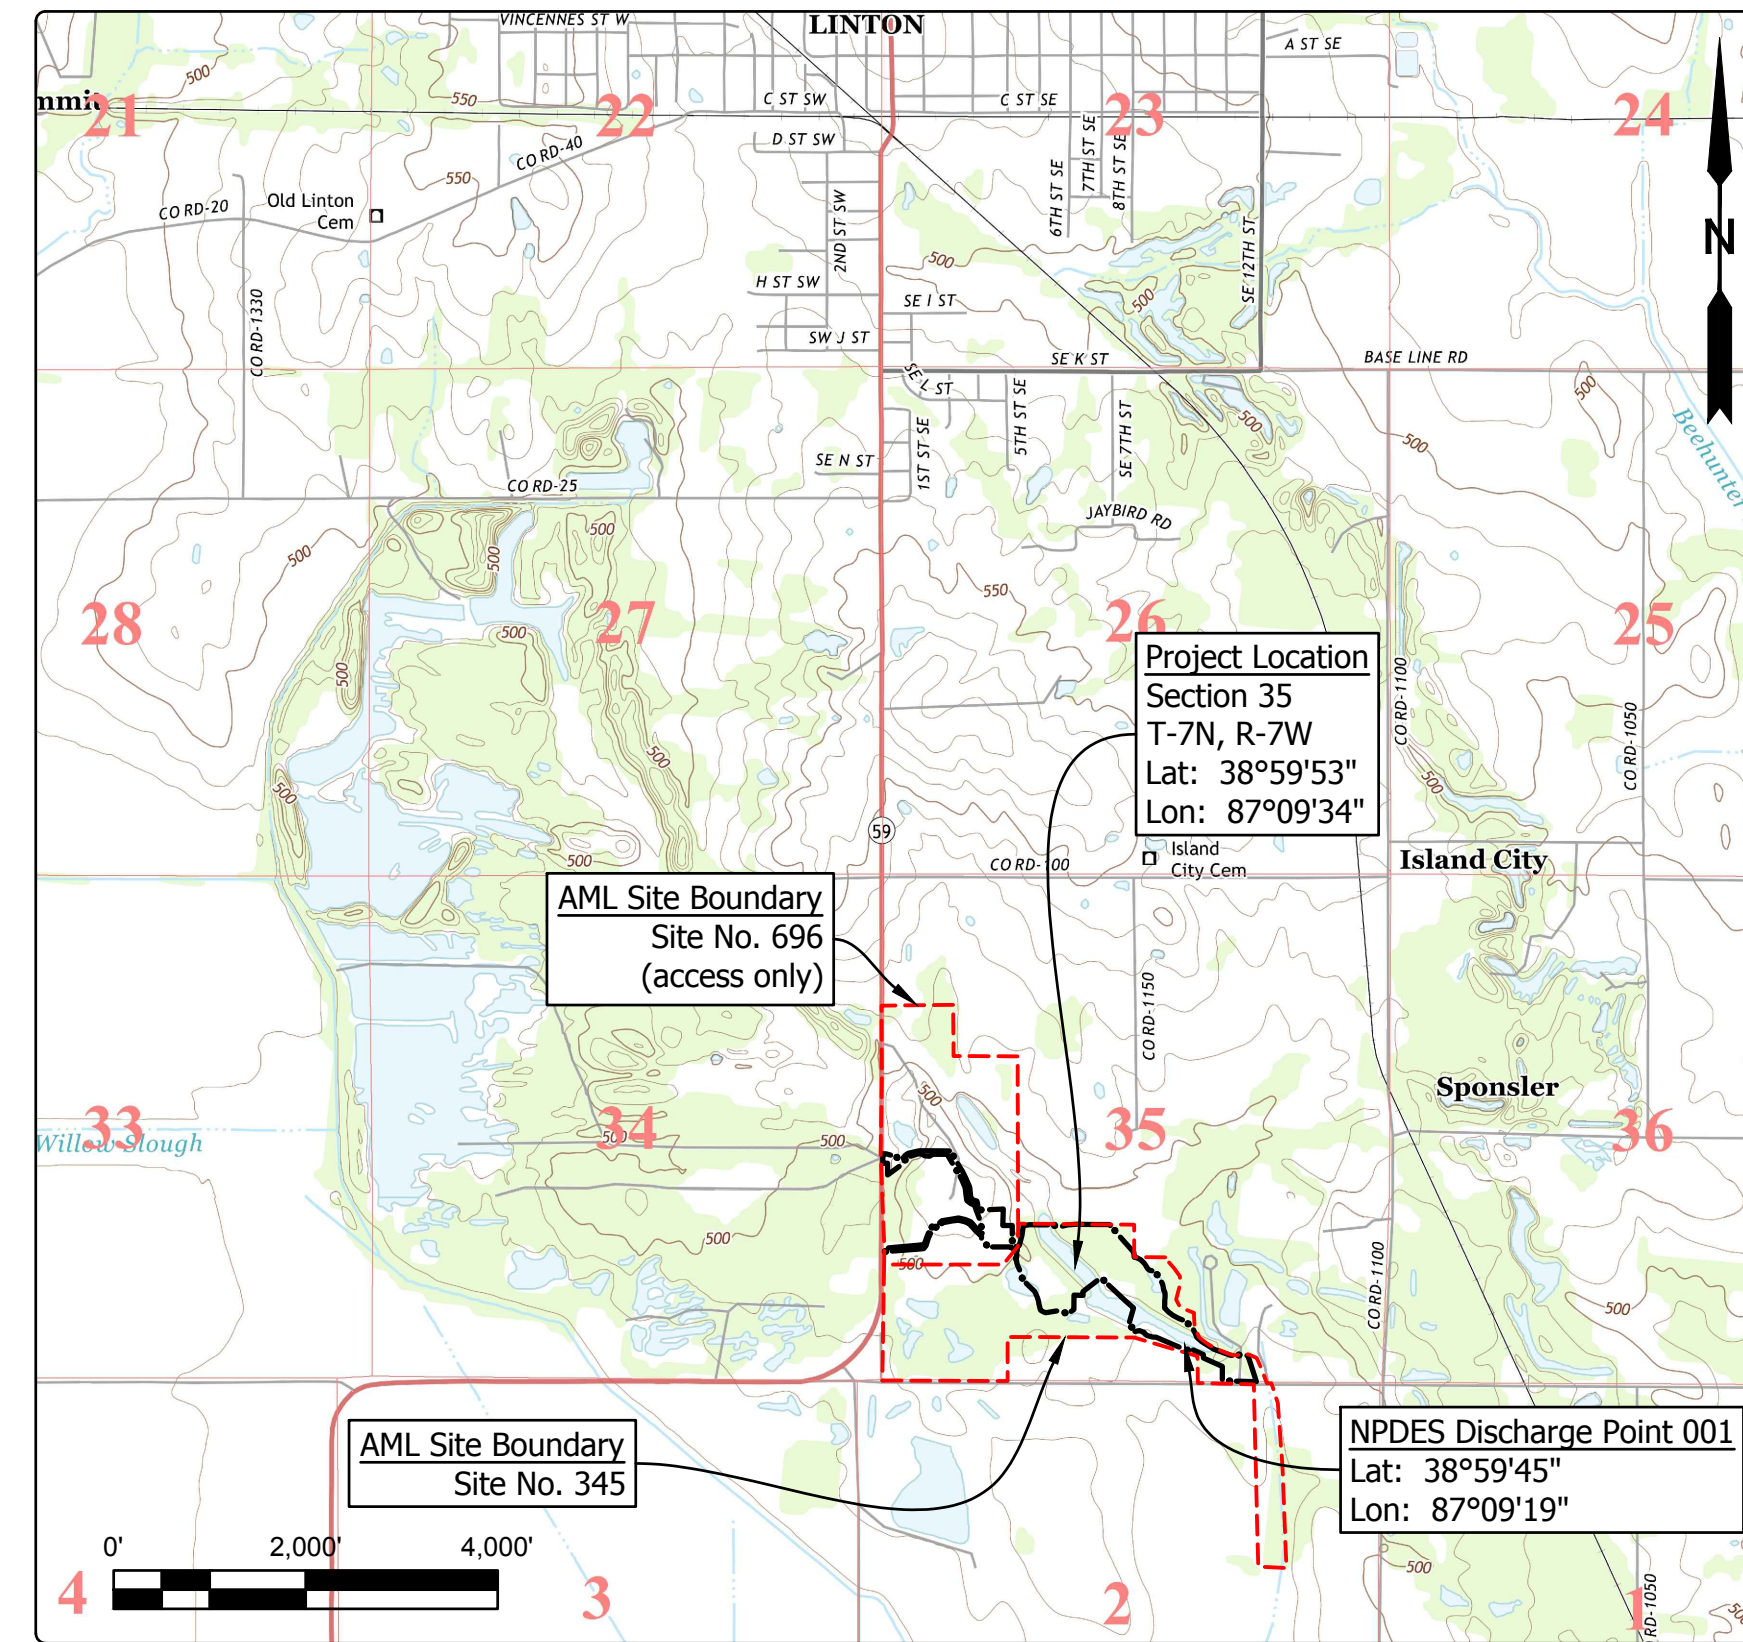 VINCENNES ST W
LINTON
A ST SE
500
mmit
21
550
22
C ST SW
C ST SE
23
24
D ST SW
7TH ST SE
8TH ST SE
6TH ST SE
CO RD-40
550
Old Linton
Cem
CO RD-20
2ND ST SW
SE 12TH ST
N
500
H ST SW
SE I ST
500
CO RD-1330
SW J ST
SE K ST
BASE LINE RD
SE L ST
5TH ST SE
SE 7TH ST
500
500
500
Beehunter
SE N ST
1ST ST SE
CO RD-25
JAYBIRD RD
500
500
500
550
28
27
26
25
500
500
Project Location
Section 35
T-7N, R-7W
Lat: 38°59'53"
Lon: 87°09'34"
CO RD-1100
CO RD-1050
500
500
500
59
500
CO RD-100
Island
City Cem
Island City
AML Site Boundary
Site No. 696
(access only)
CO RD-1150
500
Sponsler
33
Willow Slough
34
500
500
35
36
500
500
CO RD-1100
500
AML Site Boundary
Site No. 345
NPDES Discharge Point 001
Lat: 38°59'45"
Lon: 87°09'19"
0'
2,000'
4,000'
500
4
3
2
1
RD-1050